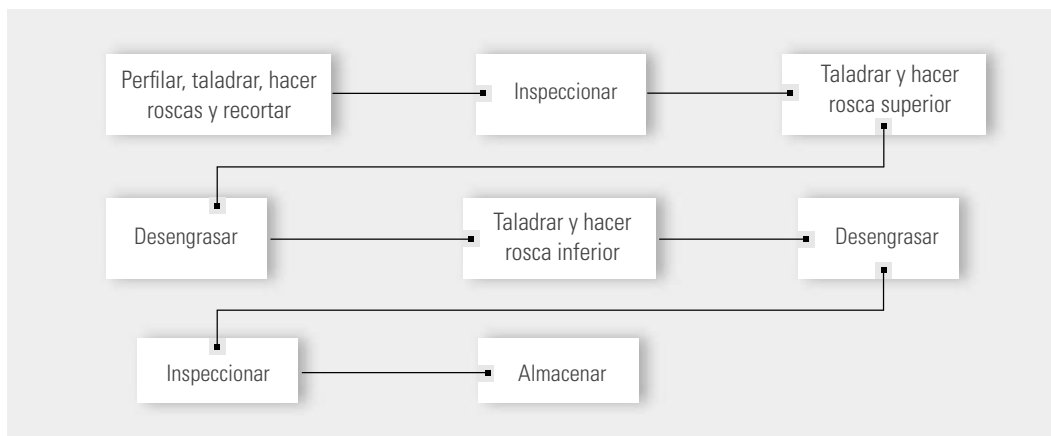 Perfilar, taladrar, hacer
roscas y recortar
Inspeccionar
Taladrar y hacer
rosca superior
Desengrasar
Taladrar y hacer
rosca inferior
Desengrasar
Inspeccionar
Almacenar